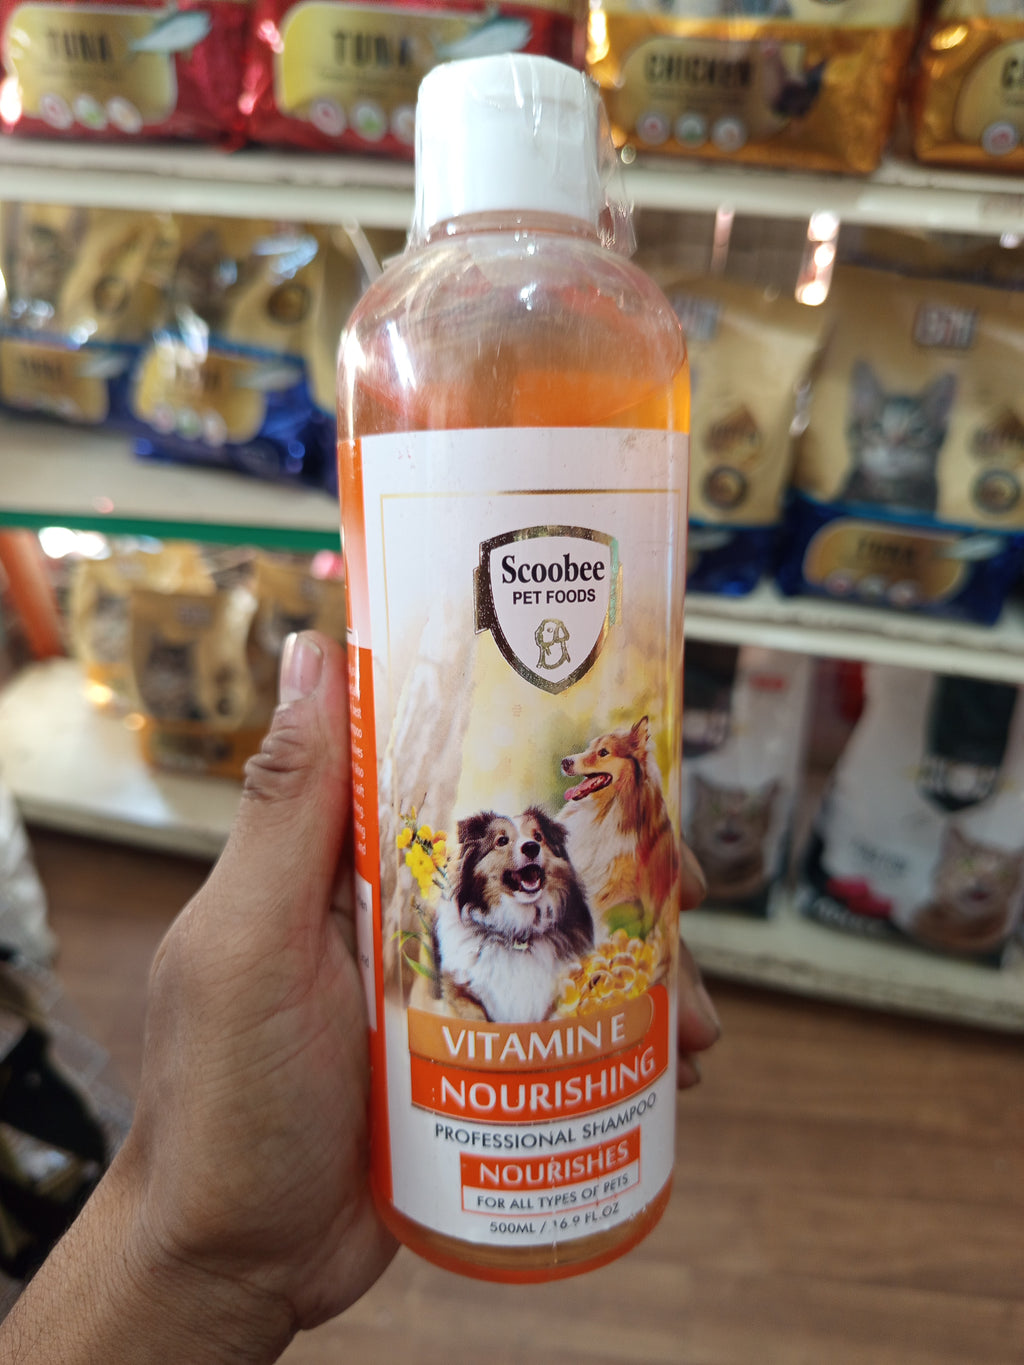 TUNA
TUNA
CHICKEN
Scoobee
PET FOODS
VITAMIN E
NOURISHING
PROFESSIONAL SHAMPOO
NOURISHES
FOR ALL TYPES OF PETS
500ML / 16.9 FL.OZ
TUNA